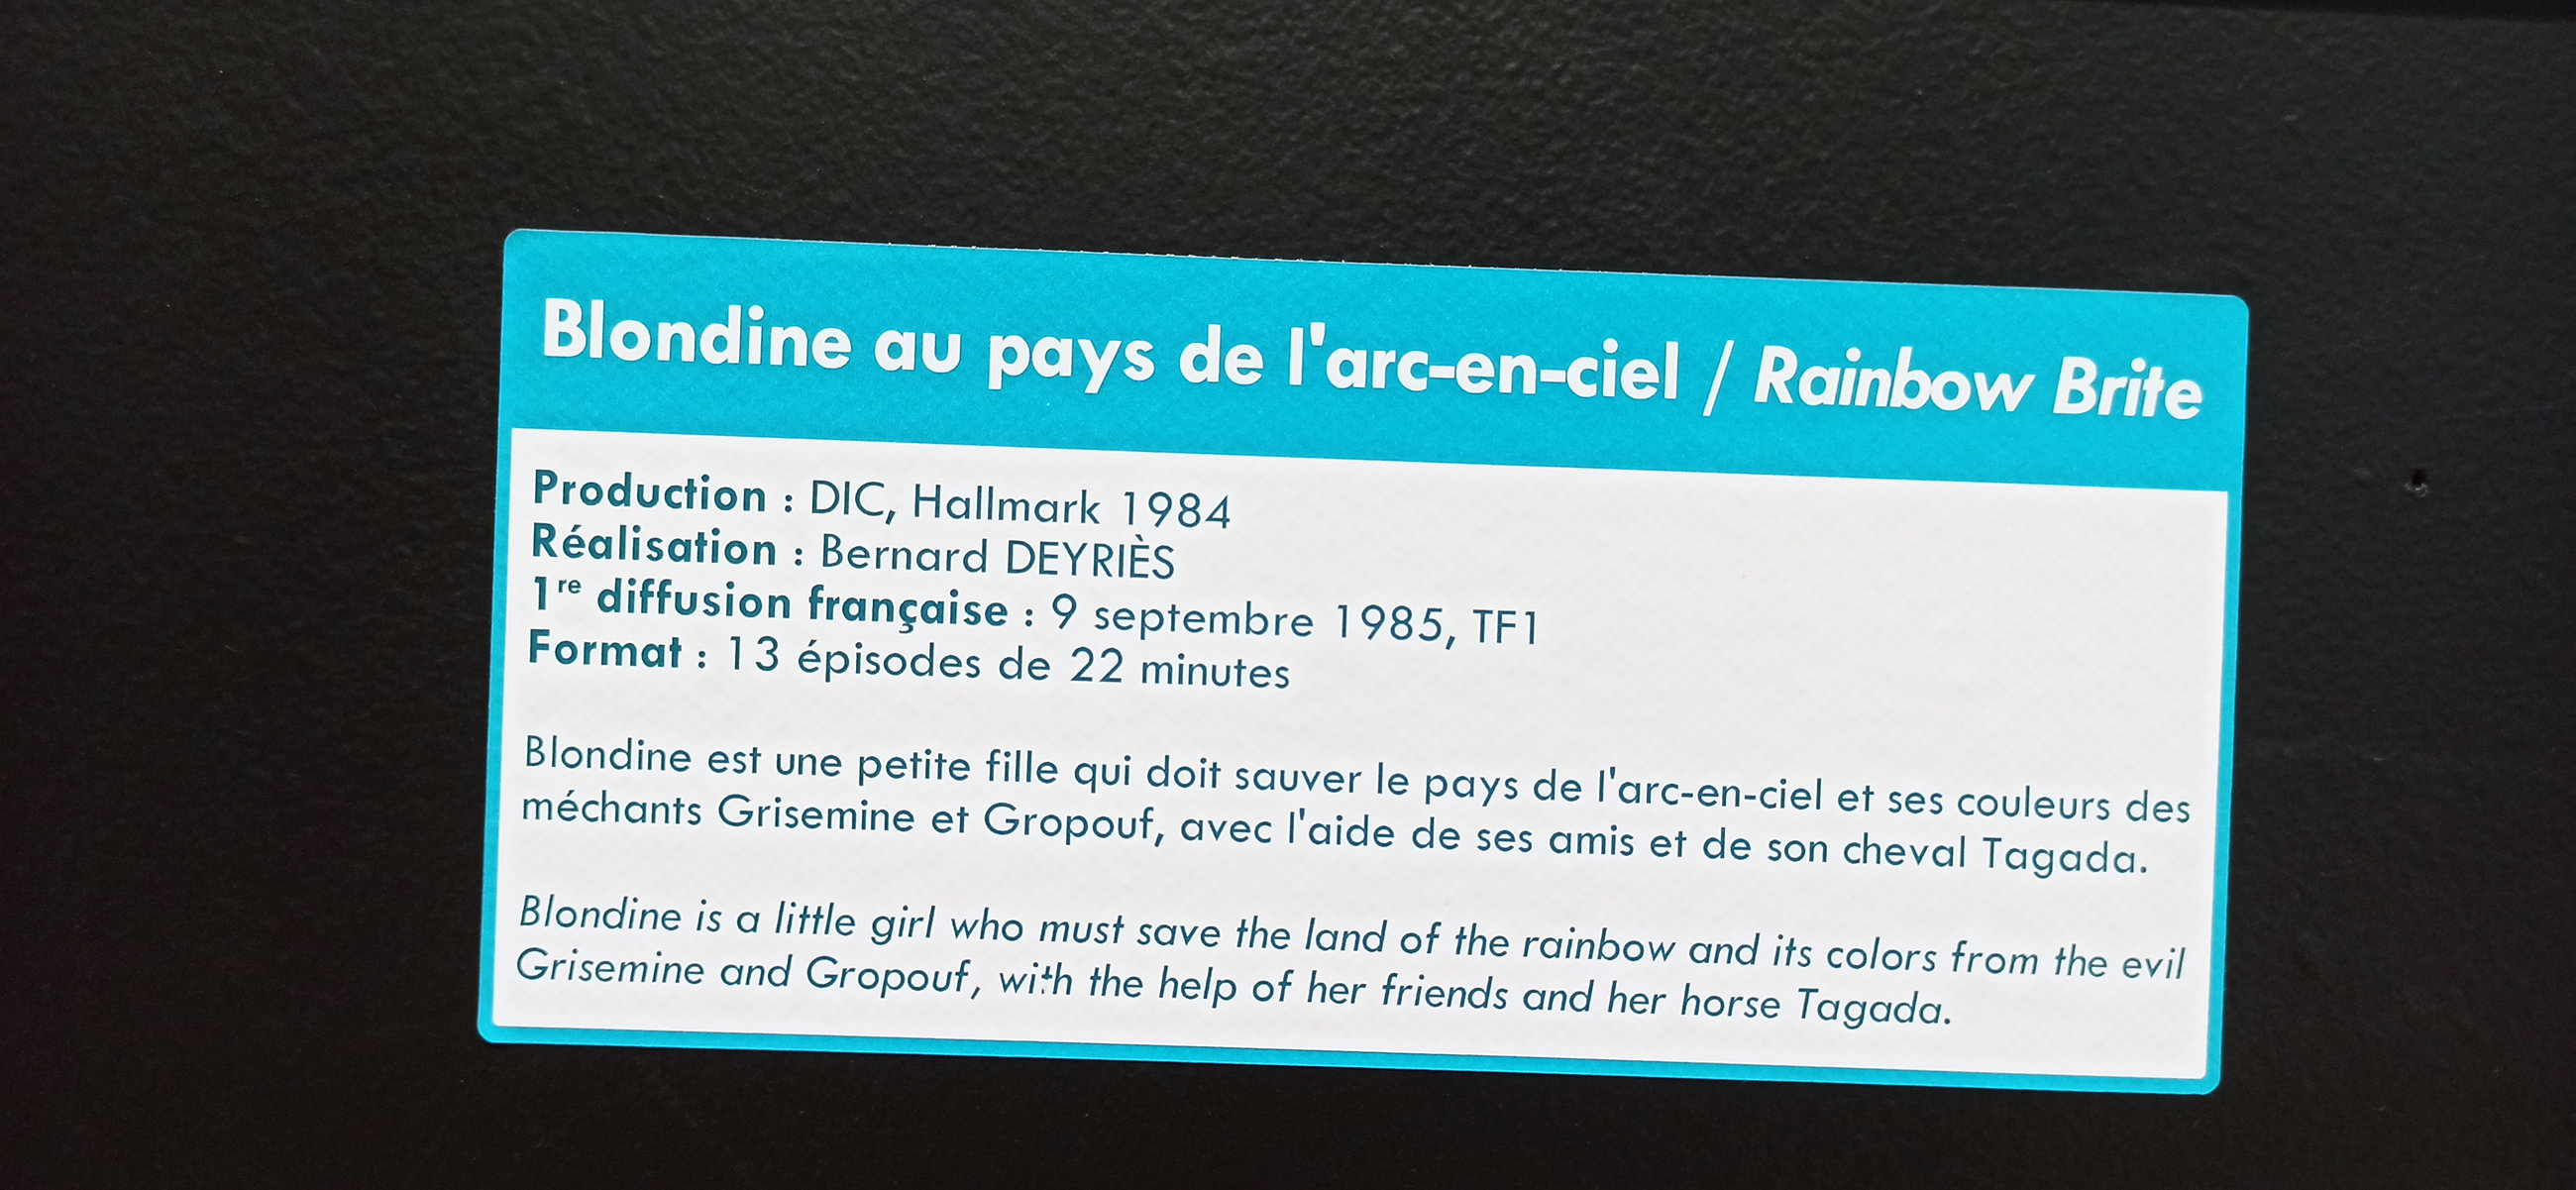 Blondine au pays de l'arc-en-ciel / Rainbow Brite
Production : DIC, Hallmark 1984
Réalisation : Bernard DEYRIÈS
1re diffusion française : 9 septembre 1985, TF1
Format : 13 épisodes de 22 minutes
Blondine est une petite fille qui doit sauver le pays de l'arc-en-ciel et ses couleurs des
méchants Grisemine et Gropouf, avec l'aide de ses amis et de son cheval Tagada.
Blondine is a little girl who must save the land of the rainbow and its colors from the evil
Grisemine and Gropouf, with the help of her friends and her horse Tagada.